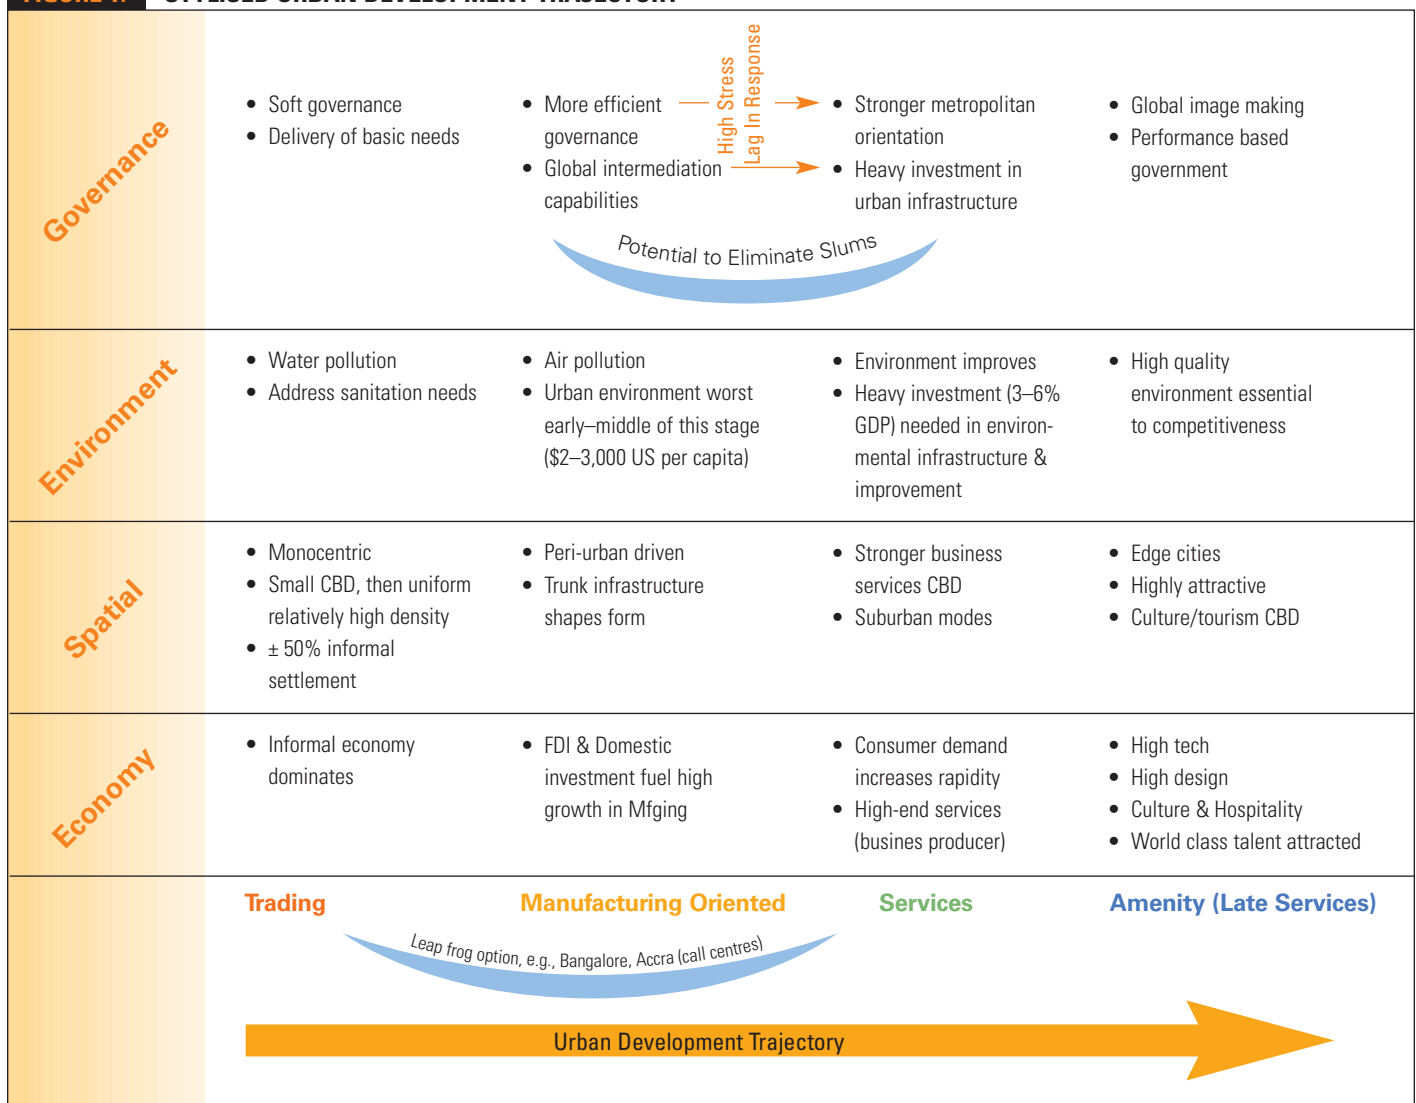 FIGURE
URBAN DEVELOPMENT TRAJECTORY
Governance
• Soft governance
• Delivery of basic needs
• More efficient
governance
• Global intermediation
capabilities
High Stress
Lag In Response
• Stronger metropolitan
orientation
• Heavy investment in
urban infrastructure
• Global image making
• Performance based
government
Potential to Eliminate Slums
Environment
• Water pollution
• Address sanitation needs
• Air pollution
• Urban environment worst
early–middle of this stage
($2–3,000 US per capita)
• Environment improves
• Heavy investment (3–6%
GDP) needed in environ-
mental infrastructure &
improvement
• High quality
environment essential
to competitiveness
Spatial
• Monocentric
• Small CBD, then uniform
relatively high density
• ± 50% informal
settlement
• Peri-urban driven
• Trunk infrastructure
shapes form
• Stronger business
services CBD
• Suburban modes
• Edge cities
• Highly attractive
• Culture/tourism CBD
Economy
• Informal economy
dominates
• FDI & Domestic
investment fuel high
growth in Mfging
• Consumer demand
increases rapidity
• High-end services
(busines producer)
• High tech
• High design
• Culture & Hospitality
• World class talent attracted
Trading
Manufacturing Oriented
Services
Amenity (Late Services)
Leap frog option, e.g., Bangalore, Accra (call centres)
Urban Development Trajectory